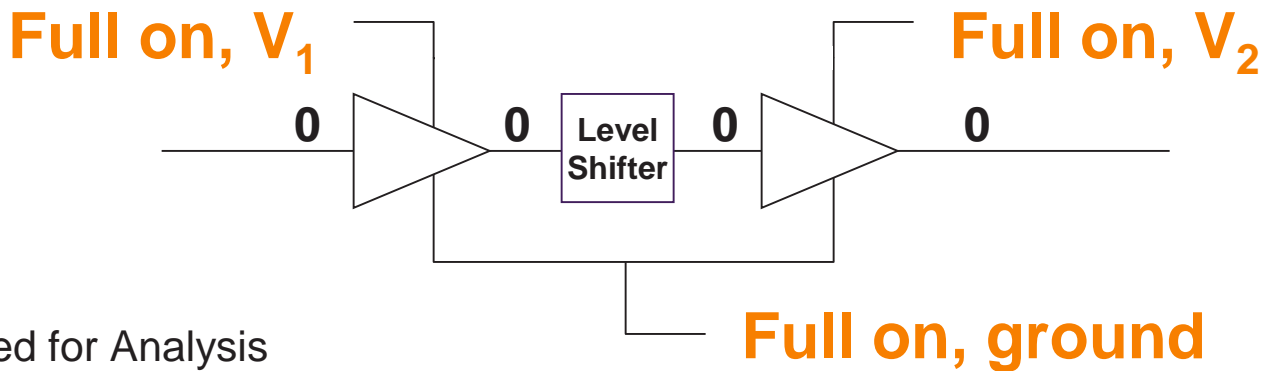 Full on, V1
Full on, V2
0
0
Level
Shifter
0
0
Full on, ground
ed for Analysis